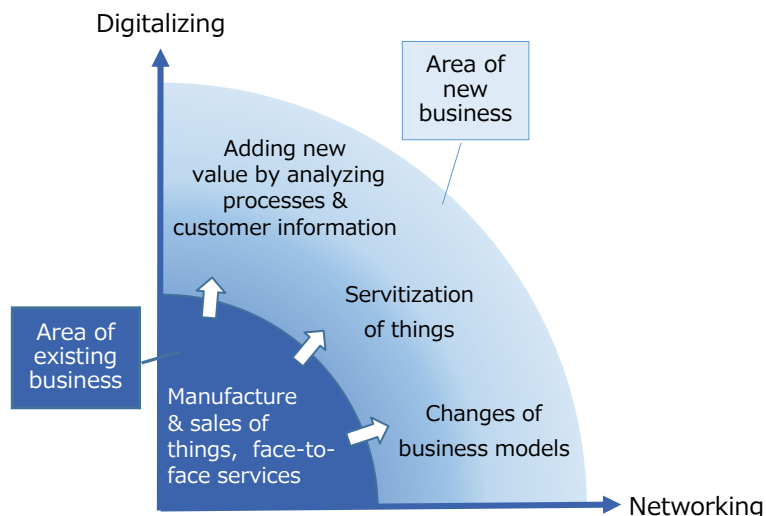 Digitalizing
Area of
new
business
Adding new
value by analyzing
processes &
customer information
Servitization
of things
Area of
existing
business
Manufacture
& sales of
things, face-to-
face services
Changes of
business models
Networking